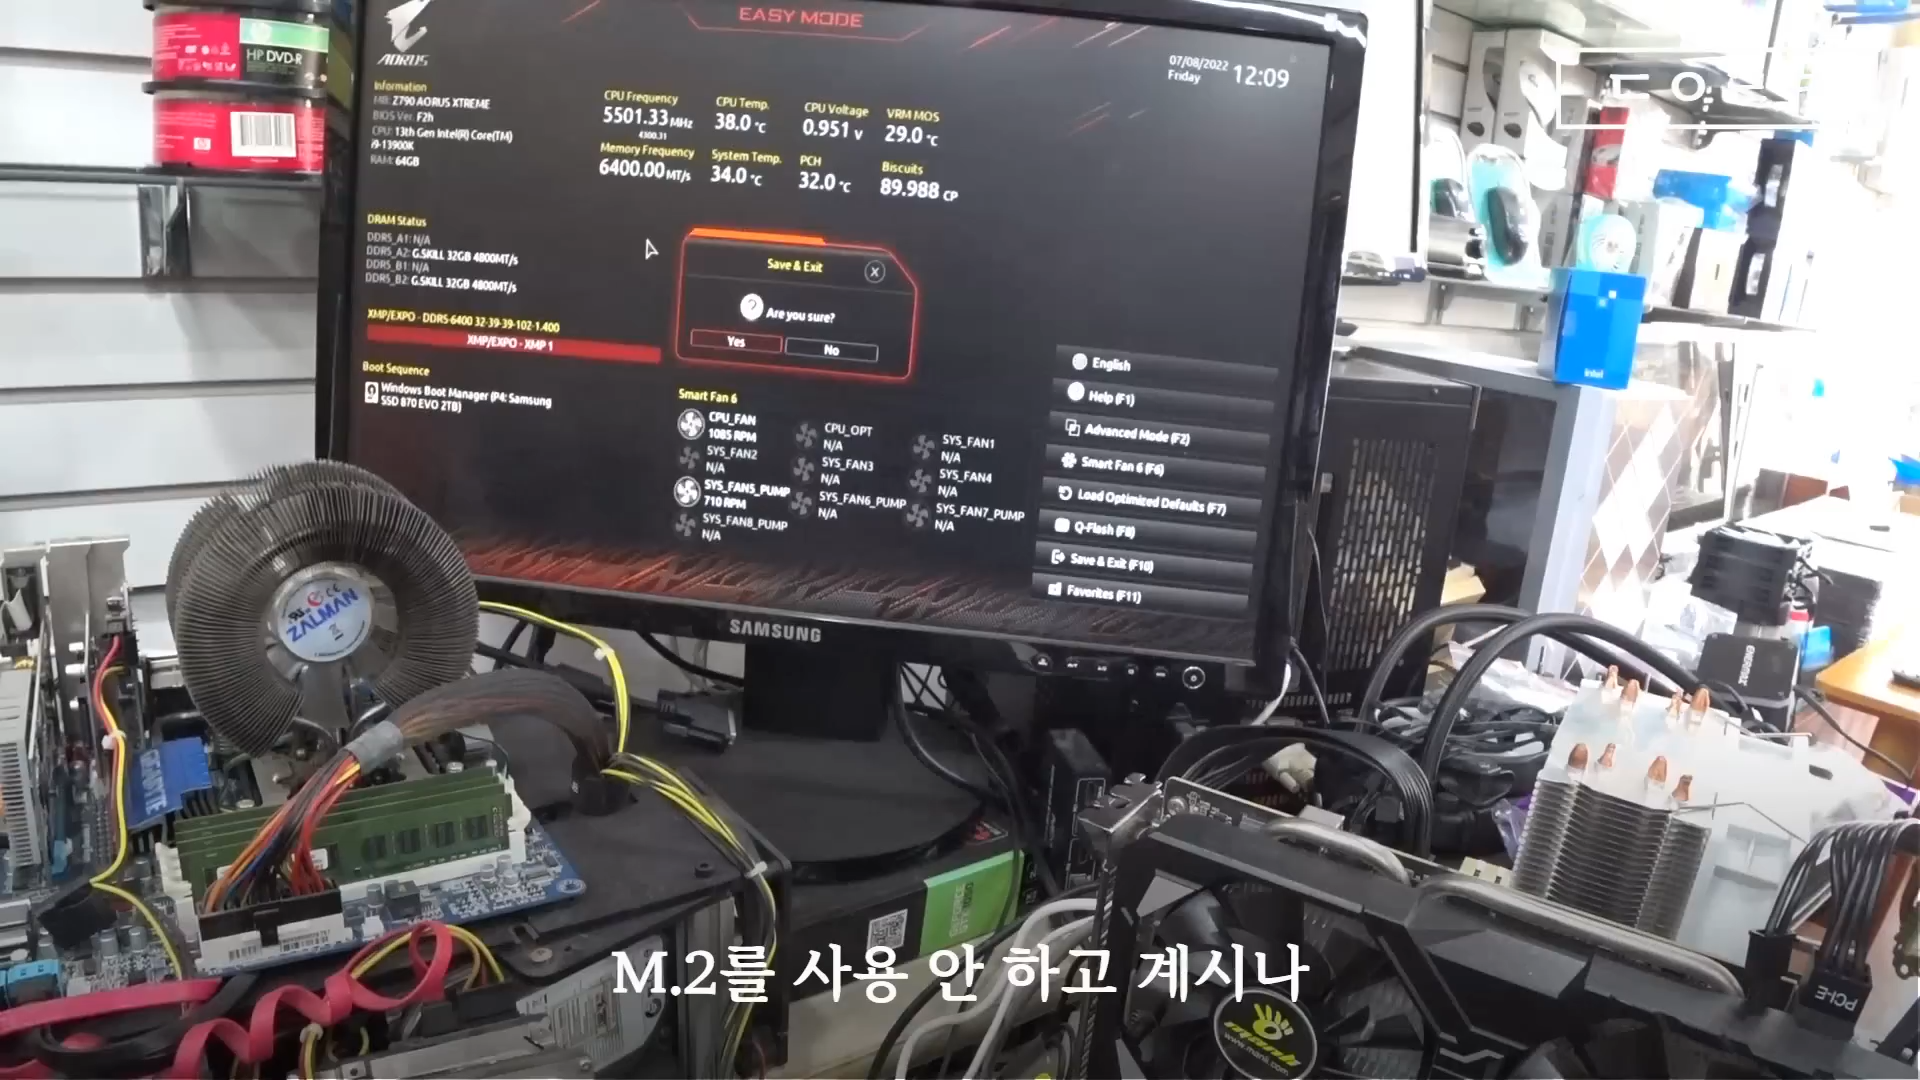 EASY MODE
AORUS
07/08/2022
Friday
12:09
Information
MB: Z790 AORUS XTREME
BIOS Ver. F2h
CPU: 13th Gen Intel(R) Core(TM)
i9-13900K
RAM: 64GB
CPU Frequency
5501.33 MHz
4300.31
CPU Temp.
38.0 °C
CPU Voltage
0.951 V
VRM MOS
29.0 °C
Memory Frequency
6400.00 MT/s
System Temp.
34.0 °C
PCH
32.0 °C
Biscuits
89.988 CP
DRAM Status
DDR5_A1: N/A
DDR5_A2: G.SKILL 32GB 4800MT/s
DDR5_B1: N/A
DDR5_B2: G.SKILL 32GB 4800MT/s
XMP/EXPO - DDR5-6400 32-39-39-102-1.400
XMP/EXPO - XMP 1
Boot Sequence
Windows Boot Manager (P4: Samsung
SSD 870 EVO 2TB)
Save & Exit
Are you sure?
Yes
No
Smart Fan 6
CPU_FAN
1085 RPM
CPU_OPT
N/A
SYS_FAN1
N/A
SYS_FAN2
N/A
SYS_FAN3
N/A
SYS_FAN4
N/A
SYS_FAN5_PUMP
710 RPM
SYS_FAN6_PUMP
N/A
SYS_FAN7_PUMP
N/A
SYS_FAN8_PUMP
N/A
English
Help (F1)
Advanced Mode (F2)
Smart Fan 6 (F6)
Load Optimized Defaults (F7)
Q-Flash (F8)
Save & Exit (F10)
Favorites (F11)
SAMSUNG
HP DVD-R
intel
ZALMAN
PCI-E
manli
www.manli.com
M.2를 사용 안 하고 계시나